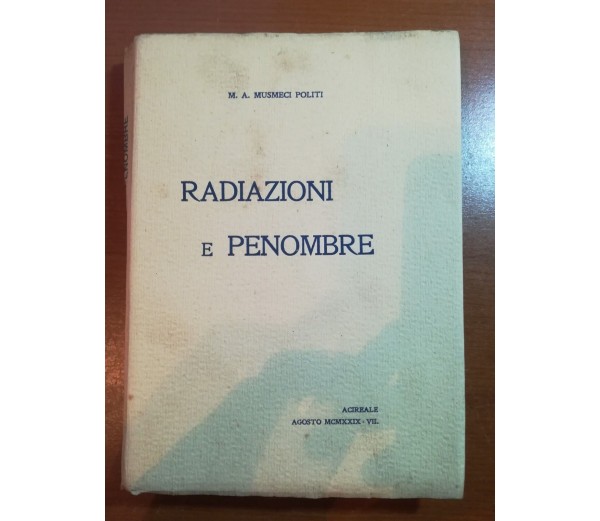 M. A. MUSMECI POLITI
RADIAZIONI
E PENOMBRE
ACIREALE
AGOSTO MCMXXIX - VII.